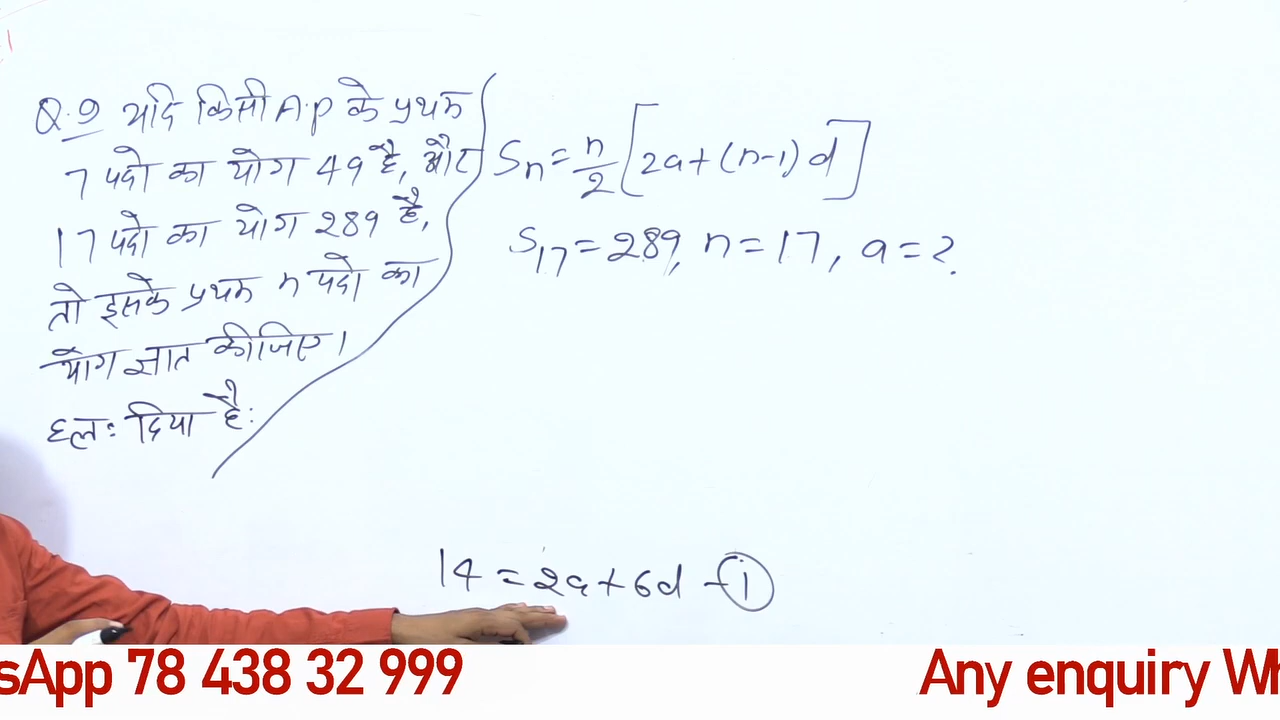 Q.9 यदि किसी A.P के प्रथम
7 पदो का योग 49 है, और
17 पदो का योग 289 है,
तो इसके प्रथम n पदो का
योग ज्ञात कीजिए।
हल: दिया है:
Sn = n/2 [2a + (n-1) d]
S17 = 289, n = 17, a = ?
14 = 2a + 6d - ①
sApp 78 438 32 999
Any enquiry Wh